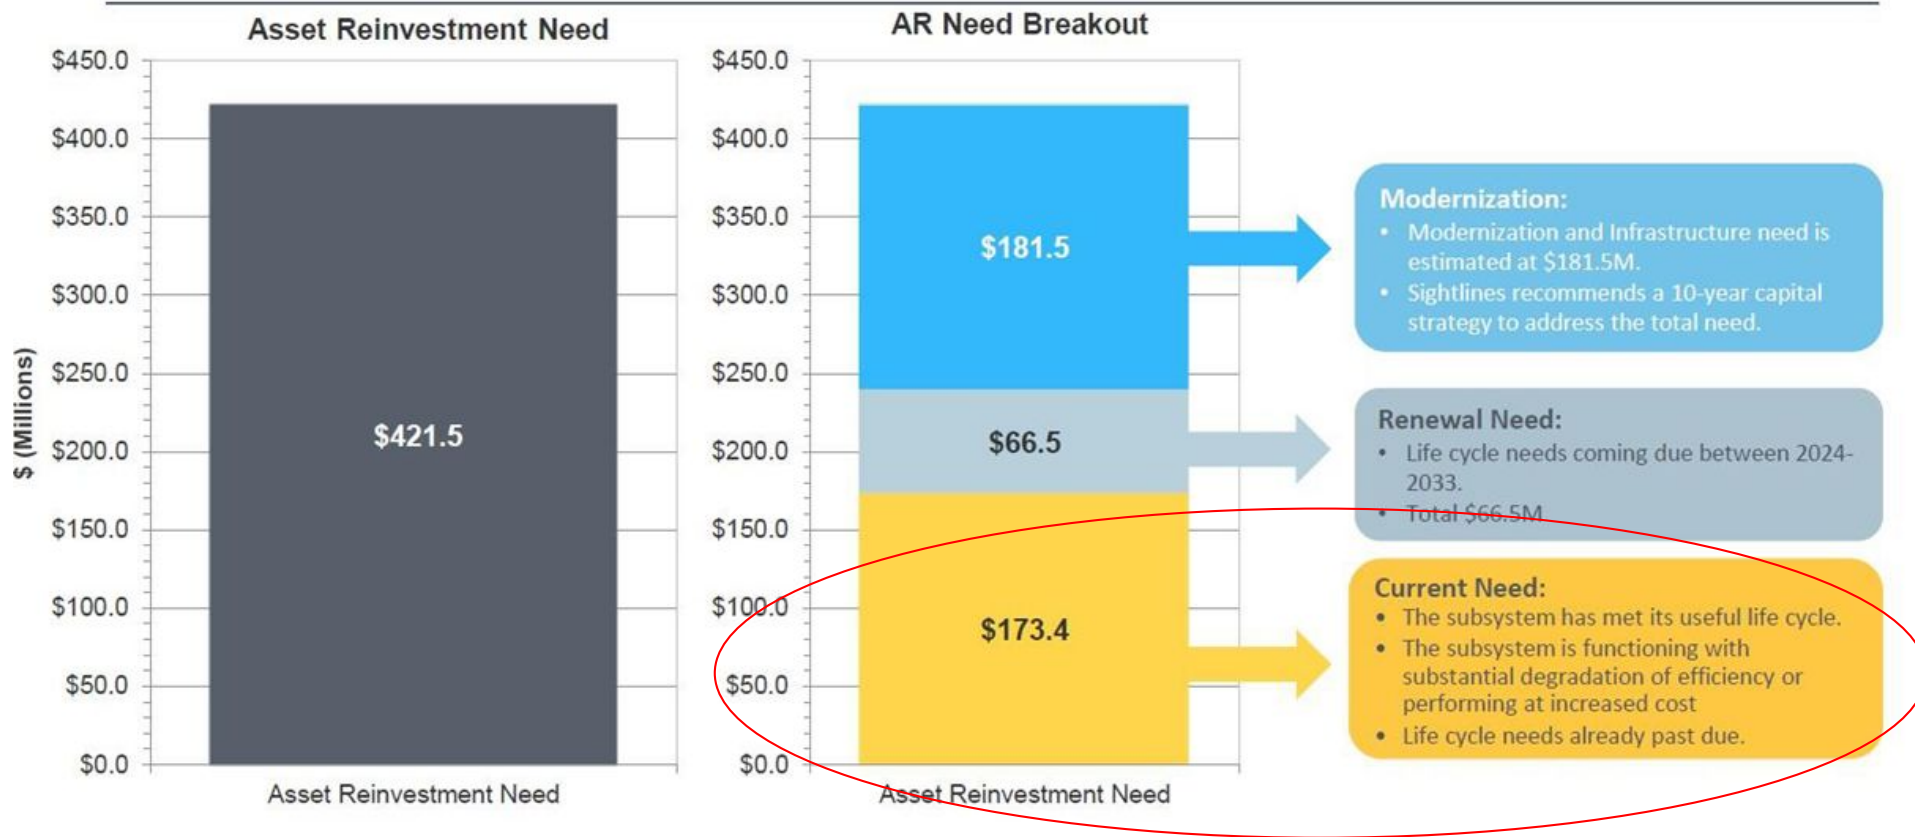 Asset Reinvestment Need
$ (Millions)
$450.0
$400.0
$350.0
$300.0
$250.0
$200.0
$150.0
$100.0
$50.0
$0.0
$421.5
Asset Reinvestment Need
AR Need Breakout
$450.0
$400.0
$350.0
$300.0
$250.0
$200.0
$150.0
$100.0
$50.0
$0.0
$181.5
$66.5
$173.4
Asset Reinvestment Need
Modernization:
• Modernization and Infrastructure need is
estimated at $181.5M.
• Sightlines recommends a 10-year capital
strategy to address the total need.
Renewal Need:
• Life cycle needs coming due between 2024-
2033.
• Total $66.5M
Current Need:
• The subsystem has met its useful life cycle.
• The subsystem is functioning with
substantial degradation of efficiency or
performing at increased cost
• Life cycle needs already past due.